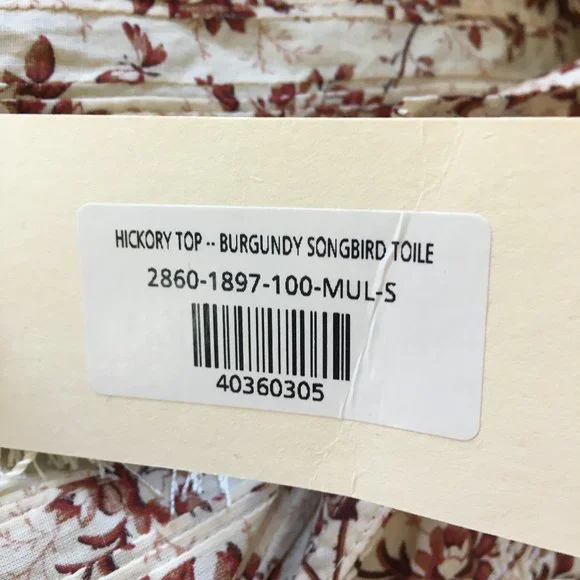 HICKORY TOP -- BURGUNDY SONGBIRD TOILE
2860-1897-100-MUL-S
40360305